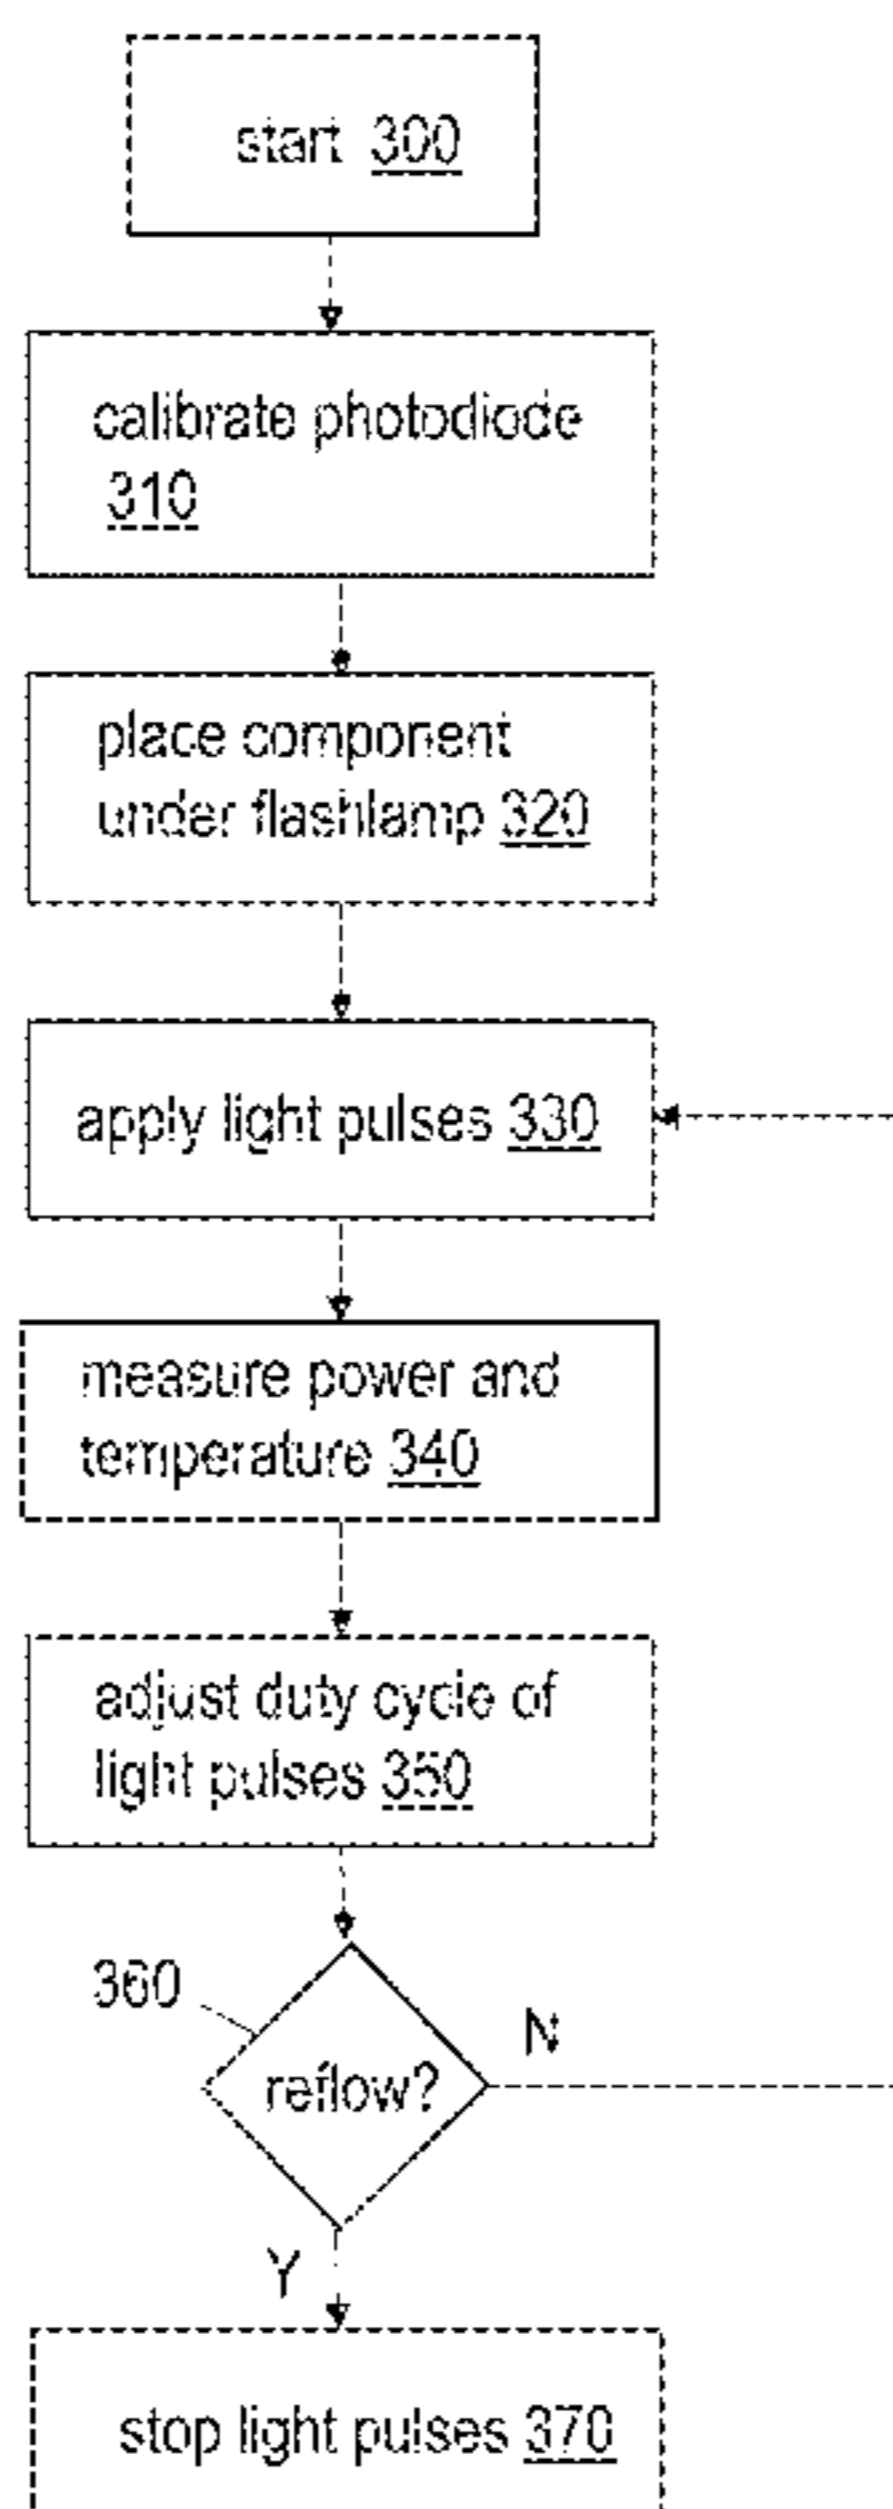 start 300
calibrate photodiode
310
place component
under flashlamp 320
apply light pulses 330
measure power and
temperature 340
adjust duty cycle of
light pulses 350
360
N
reflow?
Y
stop light pulses 370